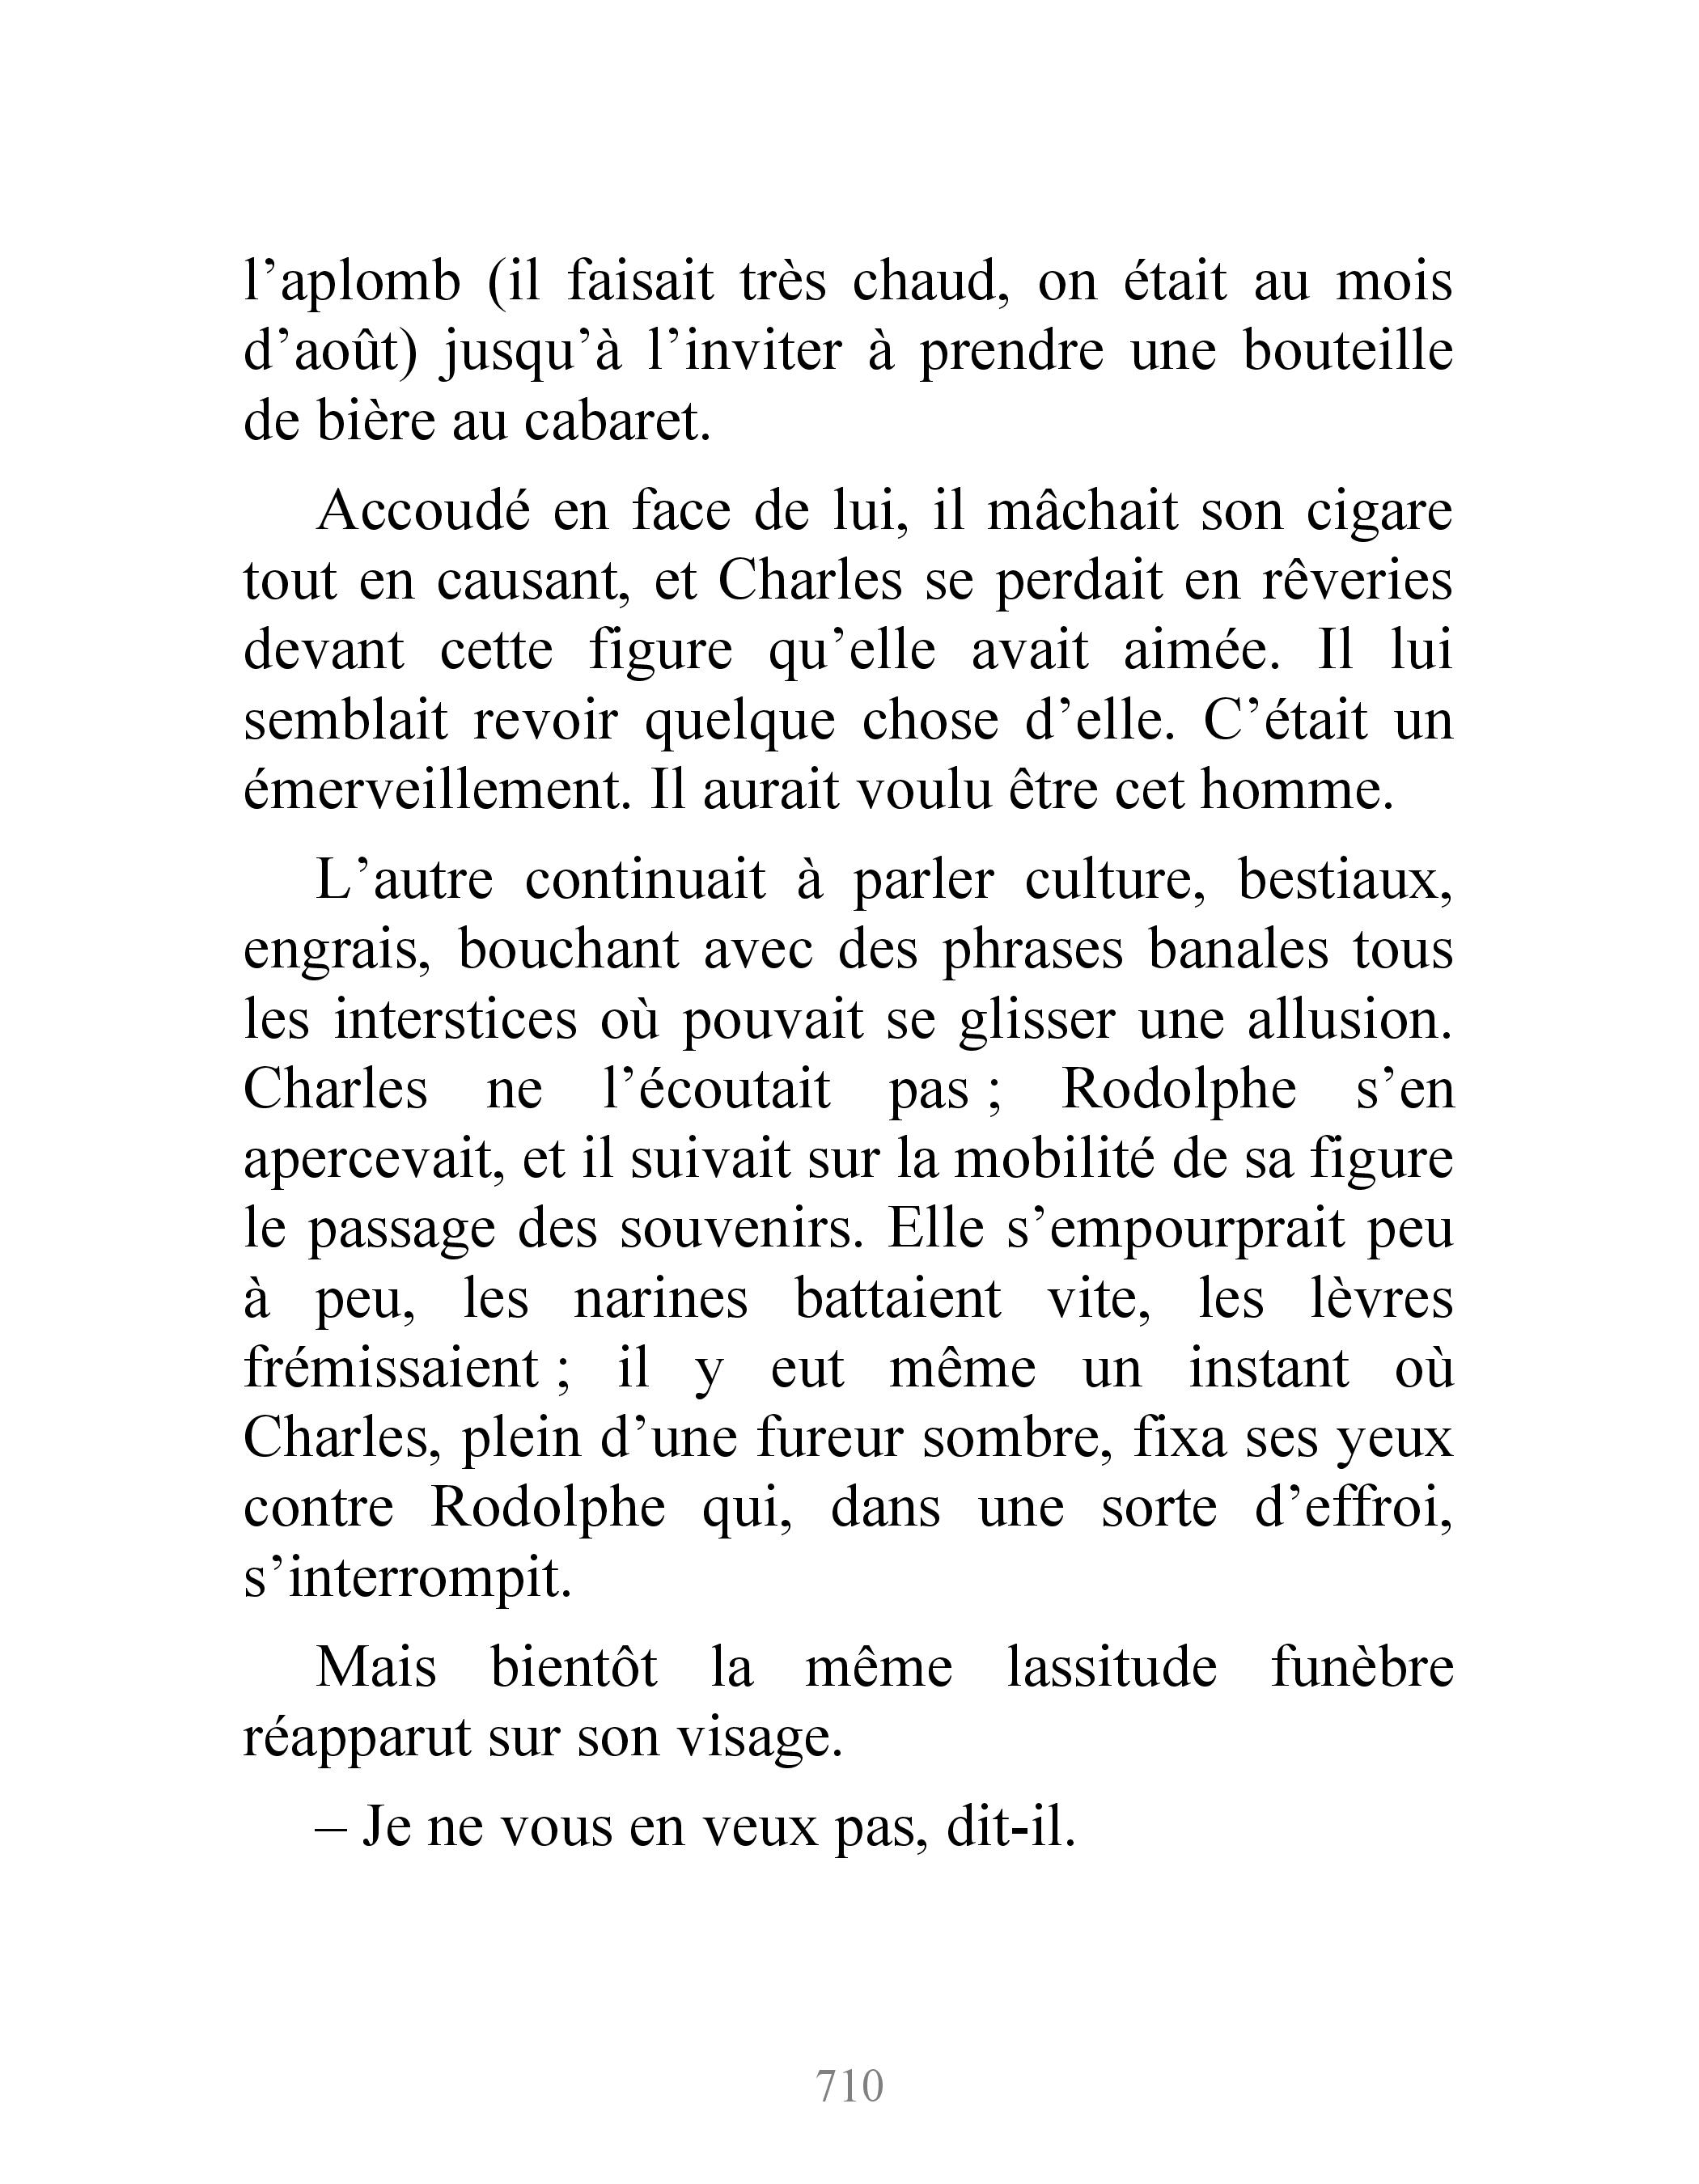 l’aplomb (il faisait très chaud, on était au mois
d’août) jusqu’à l’inviter à prendre une bouteille
de bière au cabaret.
Accoudé en face de lui, il mâchait son cigare
tout en causant, et Charles se perdait en rêveries
devant cette figure qu’elle avait aimée. Il lui
semblait revoir quelque chose d’elle. C’était un
émerveillement. Il aurait voulu être cet homme.
L’autre continuait à parler culture, bestiaux,
engrais, bouchant avec des phrases banales tous
les interstices où pouvait se glisser une allusion.
Charles ne l’écoutait pas ; Rodolphe s’en
apercevait, et il suivait sur la mobilité de sa figure
le passage des souvenirs. Elle s’empourprait peu
à peu, les narines battaient vite, les lèvres
frémissaient ; il y eut même un instant où
Charles, plein d’une fureur sombre, fixa ses yeux
contre Rodolphe qui, dans une sorte d’effroi,
s’interrompit.
Mais bientôt la même lassitude funèbre
réapparut sur son visage.
– Je ne vous en veux pas, dit-il.
710